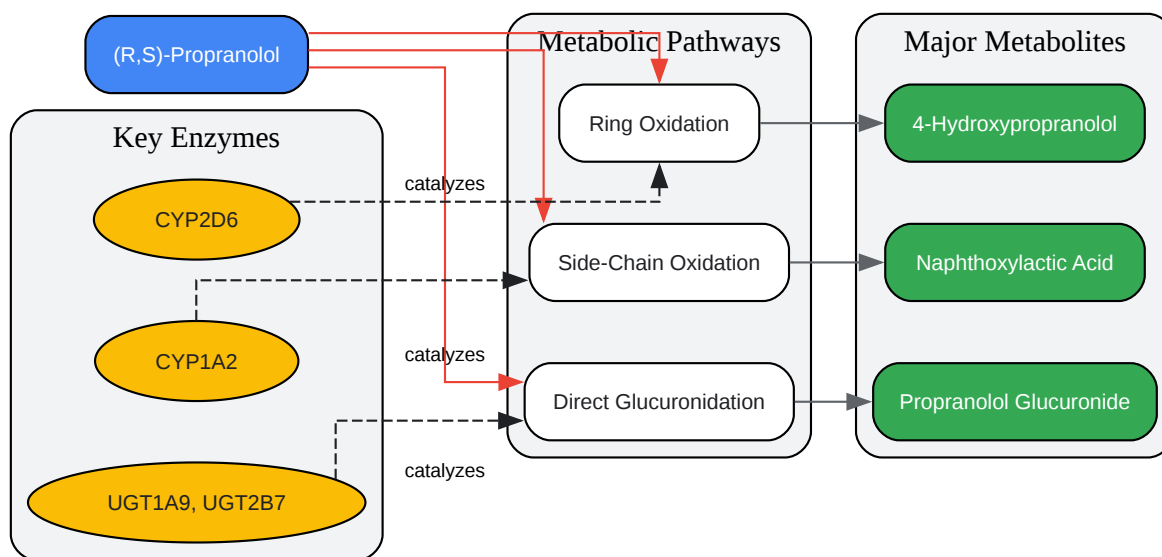 (R,S)-Propranolol
Key Enzymes
CYP2D6
CYP1A2
UGT1A9, UGT2B7
catalyzes
catalyzes
catalyzes
Metabolic Pathways
Ring Oxidation
Side-Chain Oxidation
Direct Glucuronidation
Major Metabolites
4-Hydroxypropranolol
Naphthoxylactic Acid
Propranolol Glucuronide